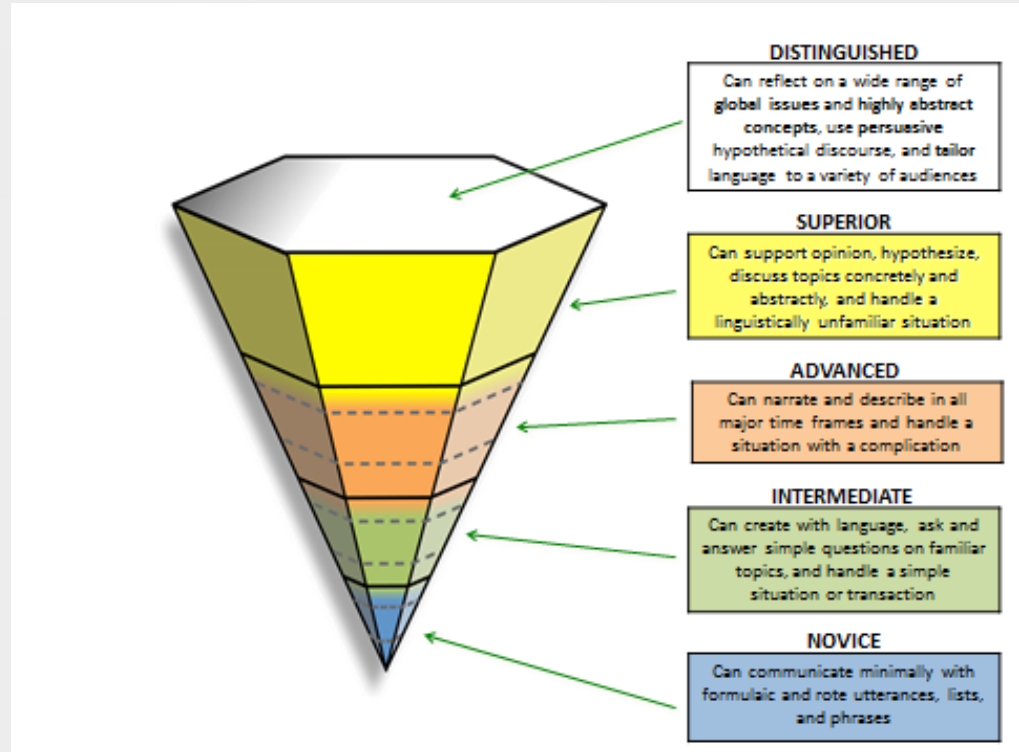 DISTINGUISHED
Can reflect on a wide range of
global issues and highly abstract
concepts, use persuasive
hypothetical discourse, and tailor
language to a variety of audiences
SUPERIOR
Can support opinion, hypothesize,
discuss topics concretely and
abstractly, and handle a
linguistically unfamiliar situation
ADVANCED
Can narrate and describe in all
major time frames and handle a
situation with a complication
INTERMEDIATE
Can create with language, ask and
answer simple questions on familiar
topics, and handle a simple
situation or transaction
NOVICE
Can communicate minimally with
formulaic and rote utterances, lists,
and phrases